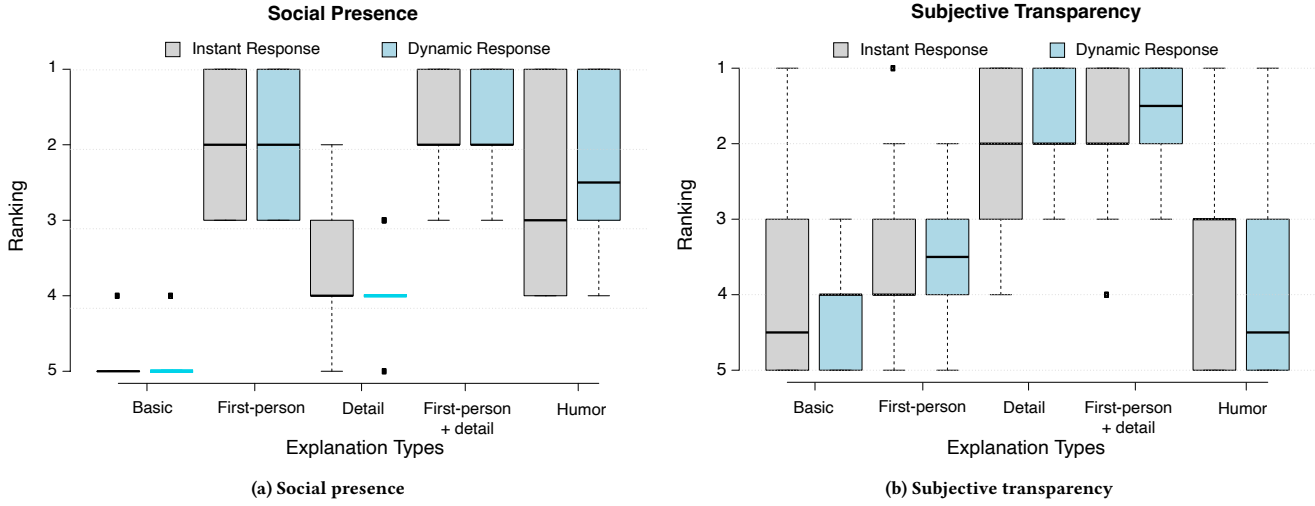 Social Presence
Instant Response Dynamic Response
1
2
3
4
5
Ranking
Basic First-person Detail First-person + detail Humor
Explanation Types
(a) Social presence
Subjective Transparency
Instant Response Dynamic Response
1
2
3
4
5
Ranking
Basic First-person Detail First-person + detail Humor
Explanation Types
(b) Subjective transparency